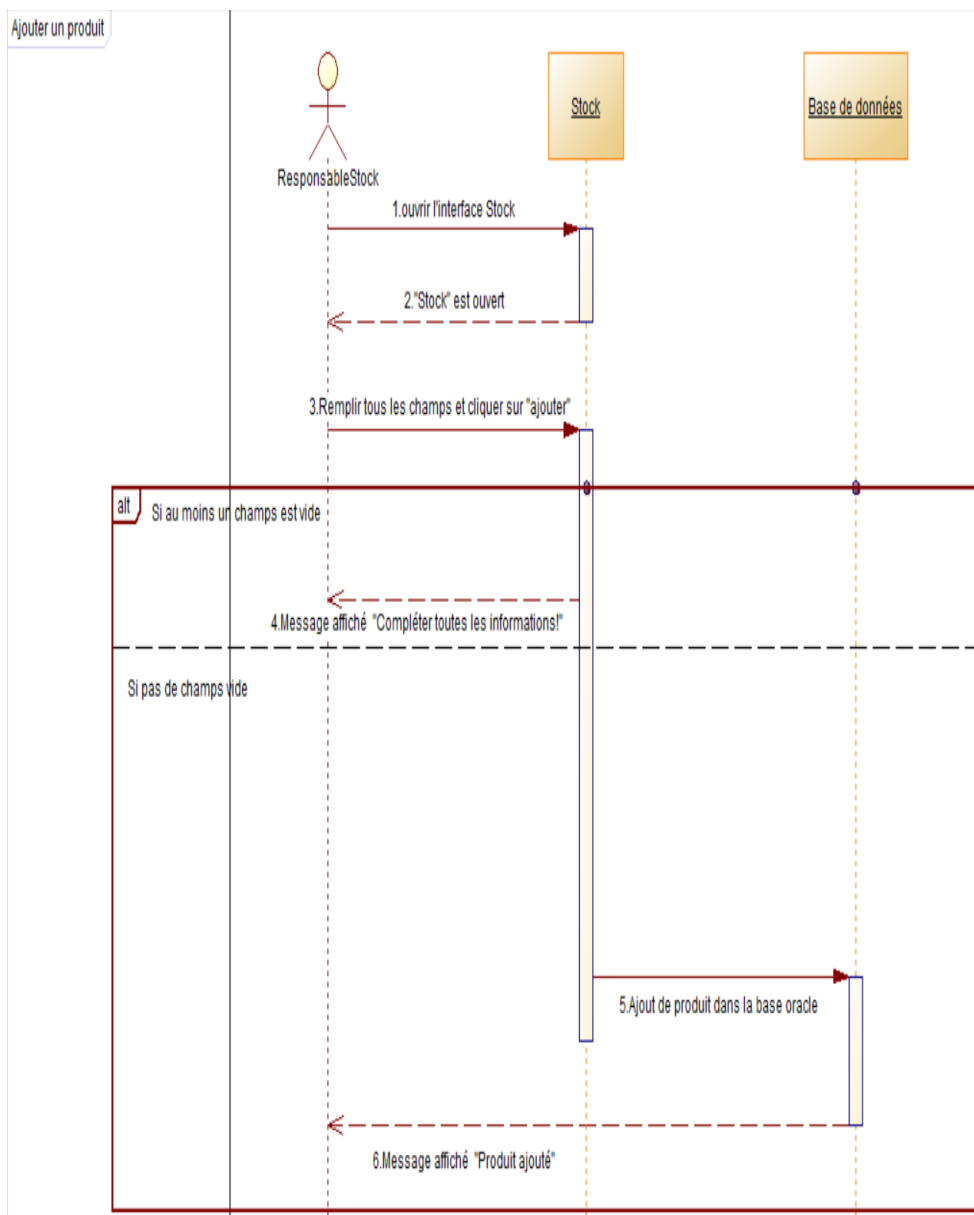 Ajouter un produit
Stock
Base de données
ResponsableStock
1.ouvrir l'interface Stock
2."Stock" est ouvert
3.Remplir tous les champs et cliquer sur "ajouter"
alt
Si au moins un champs est vide
4.Message affiché "Compléter toutes les informations!"
Si pas de champs vide
5.Ajout de produit dans la base oracle
6.Message affiché "Produit ajouté"